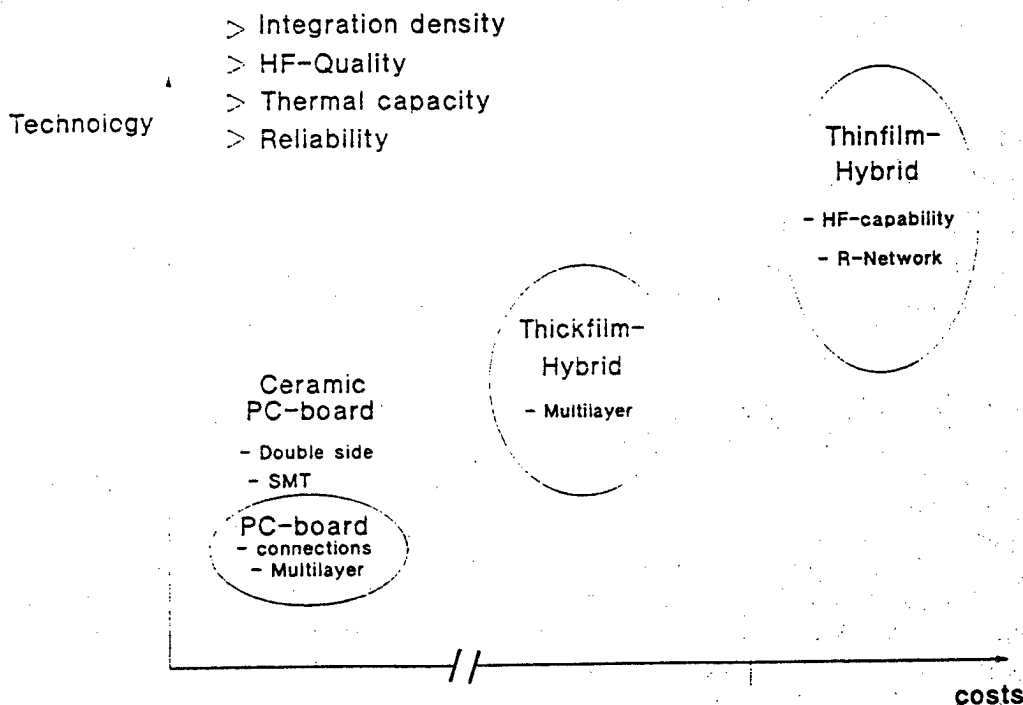 > Integration density
> HF-Quality
> Thermal capacity
> Reliability
Technoicgy
Thinfilm-
Hybrid
- HF-capability
- R-Network
Thickfilm-
Hybrid
- Multilayer
Ceramic
PC-board
- Double side
- SMT
PC-board
- connections
- Multilayer
costs